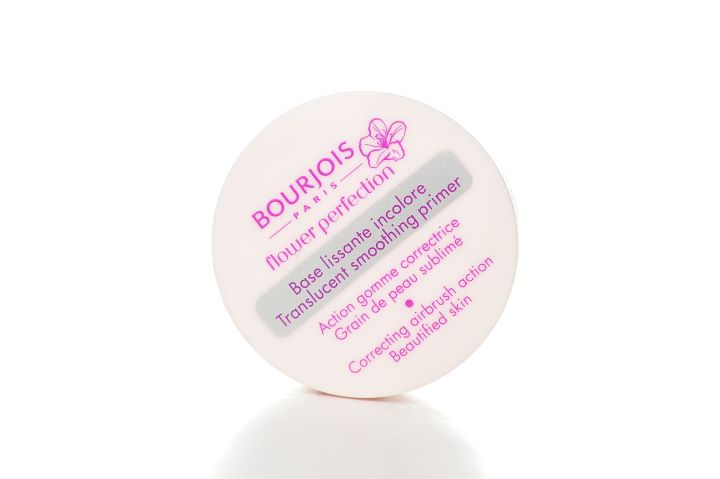 BOURJOIS
PARIS
flower perfection
Base lissante incolore
Translucent smoothing primer
Action gomme correctrice
Grain de peau sublimé
Correcting airbrush action
Beautified skin